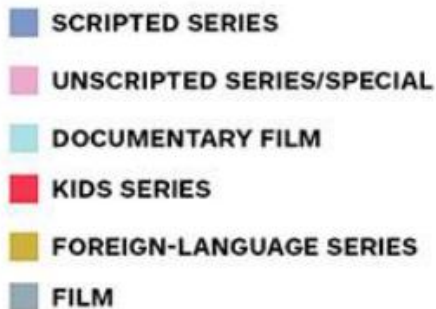 SCRIPTED SERIES
UNSCRIPTED SERIES/SPECIAL
DOCUMENTARY FILM
KIDS SERIES
FOREIGN-LANGUAGE SERIES
FILM